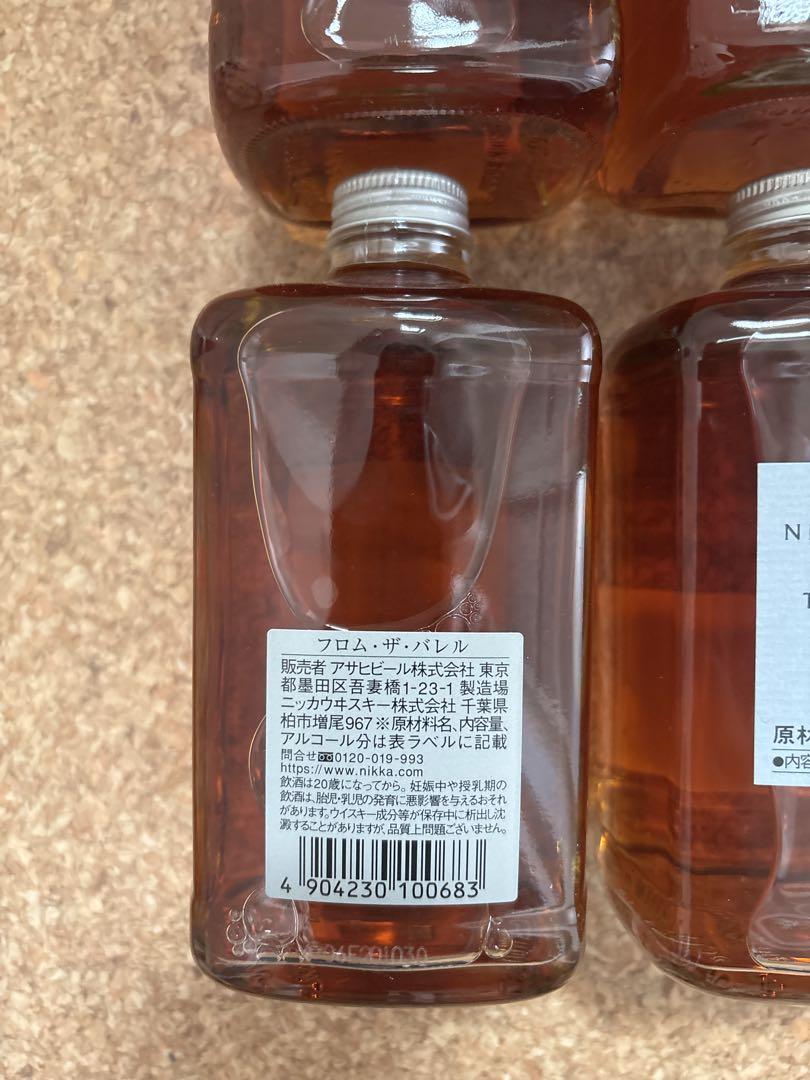 フロム・ザ・バレル
販売者 アサヒビール株式会社 東京
都墨田区吾妻橋1-23-1 製造場
ニッカウヰスキー株式会社 千葉県
柏市増尾967 ※原材料名、内容量、
アルコール分は表ラベルに記載
問合せ 0120-019-993
https://www.nikka.com
飲酒は20歳になってから。妊娠中や授乳期の
飲酒は、胎児・乳児の発育に悪影響を与えるおそれ
があります。ウイスキー成分等が保存中に析出し沈
澱することがありますが、品質上問題ございません。
4 904230 100683
N
T
原材
●内容